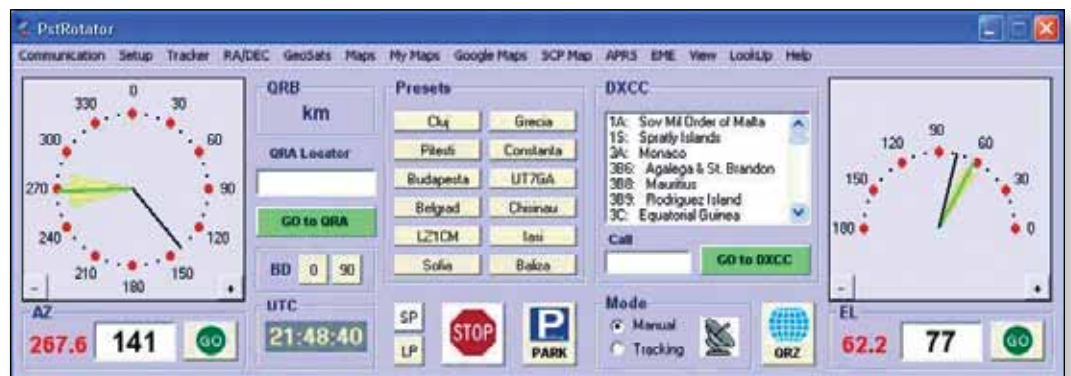 PstRotator
Communication Setup Tracker RA/DEC GeoSats Maps My Maps Google Maps SCP Map APRS EME View LookUp Help
0
330 30
300 60
270 90
240 120
210 150
180
- +
AZ
267.6 141 GO
QRB
km
QRA Locator
GO to QRA
BD 0 90
UTC
21:48:40
Presets
Cluj Grecia
Pitesti Constanta
Budapesta UT7GA
Belgrad Chisinau
LZ1CM Iasi
Sofia Baliza
SP
LP
STOP
P
PARK
DXCC
1A: Sov Mil Order of Malta
1S: Spratly Islands
3A: Monaco
3B6: Agalega & St. Brandon
3B8: Mauritius
3B9: Rodriguez Island
3C: Equatorial Guinea
Call
GO to DXCC
Mode
Manual
Tracking
QRZ
90
120 60
150 30
180 0
- +
EL
62.2 77 GO